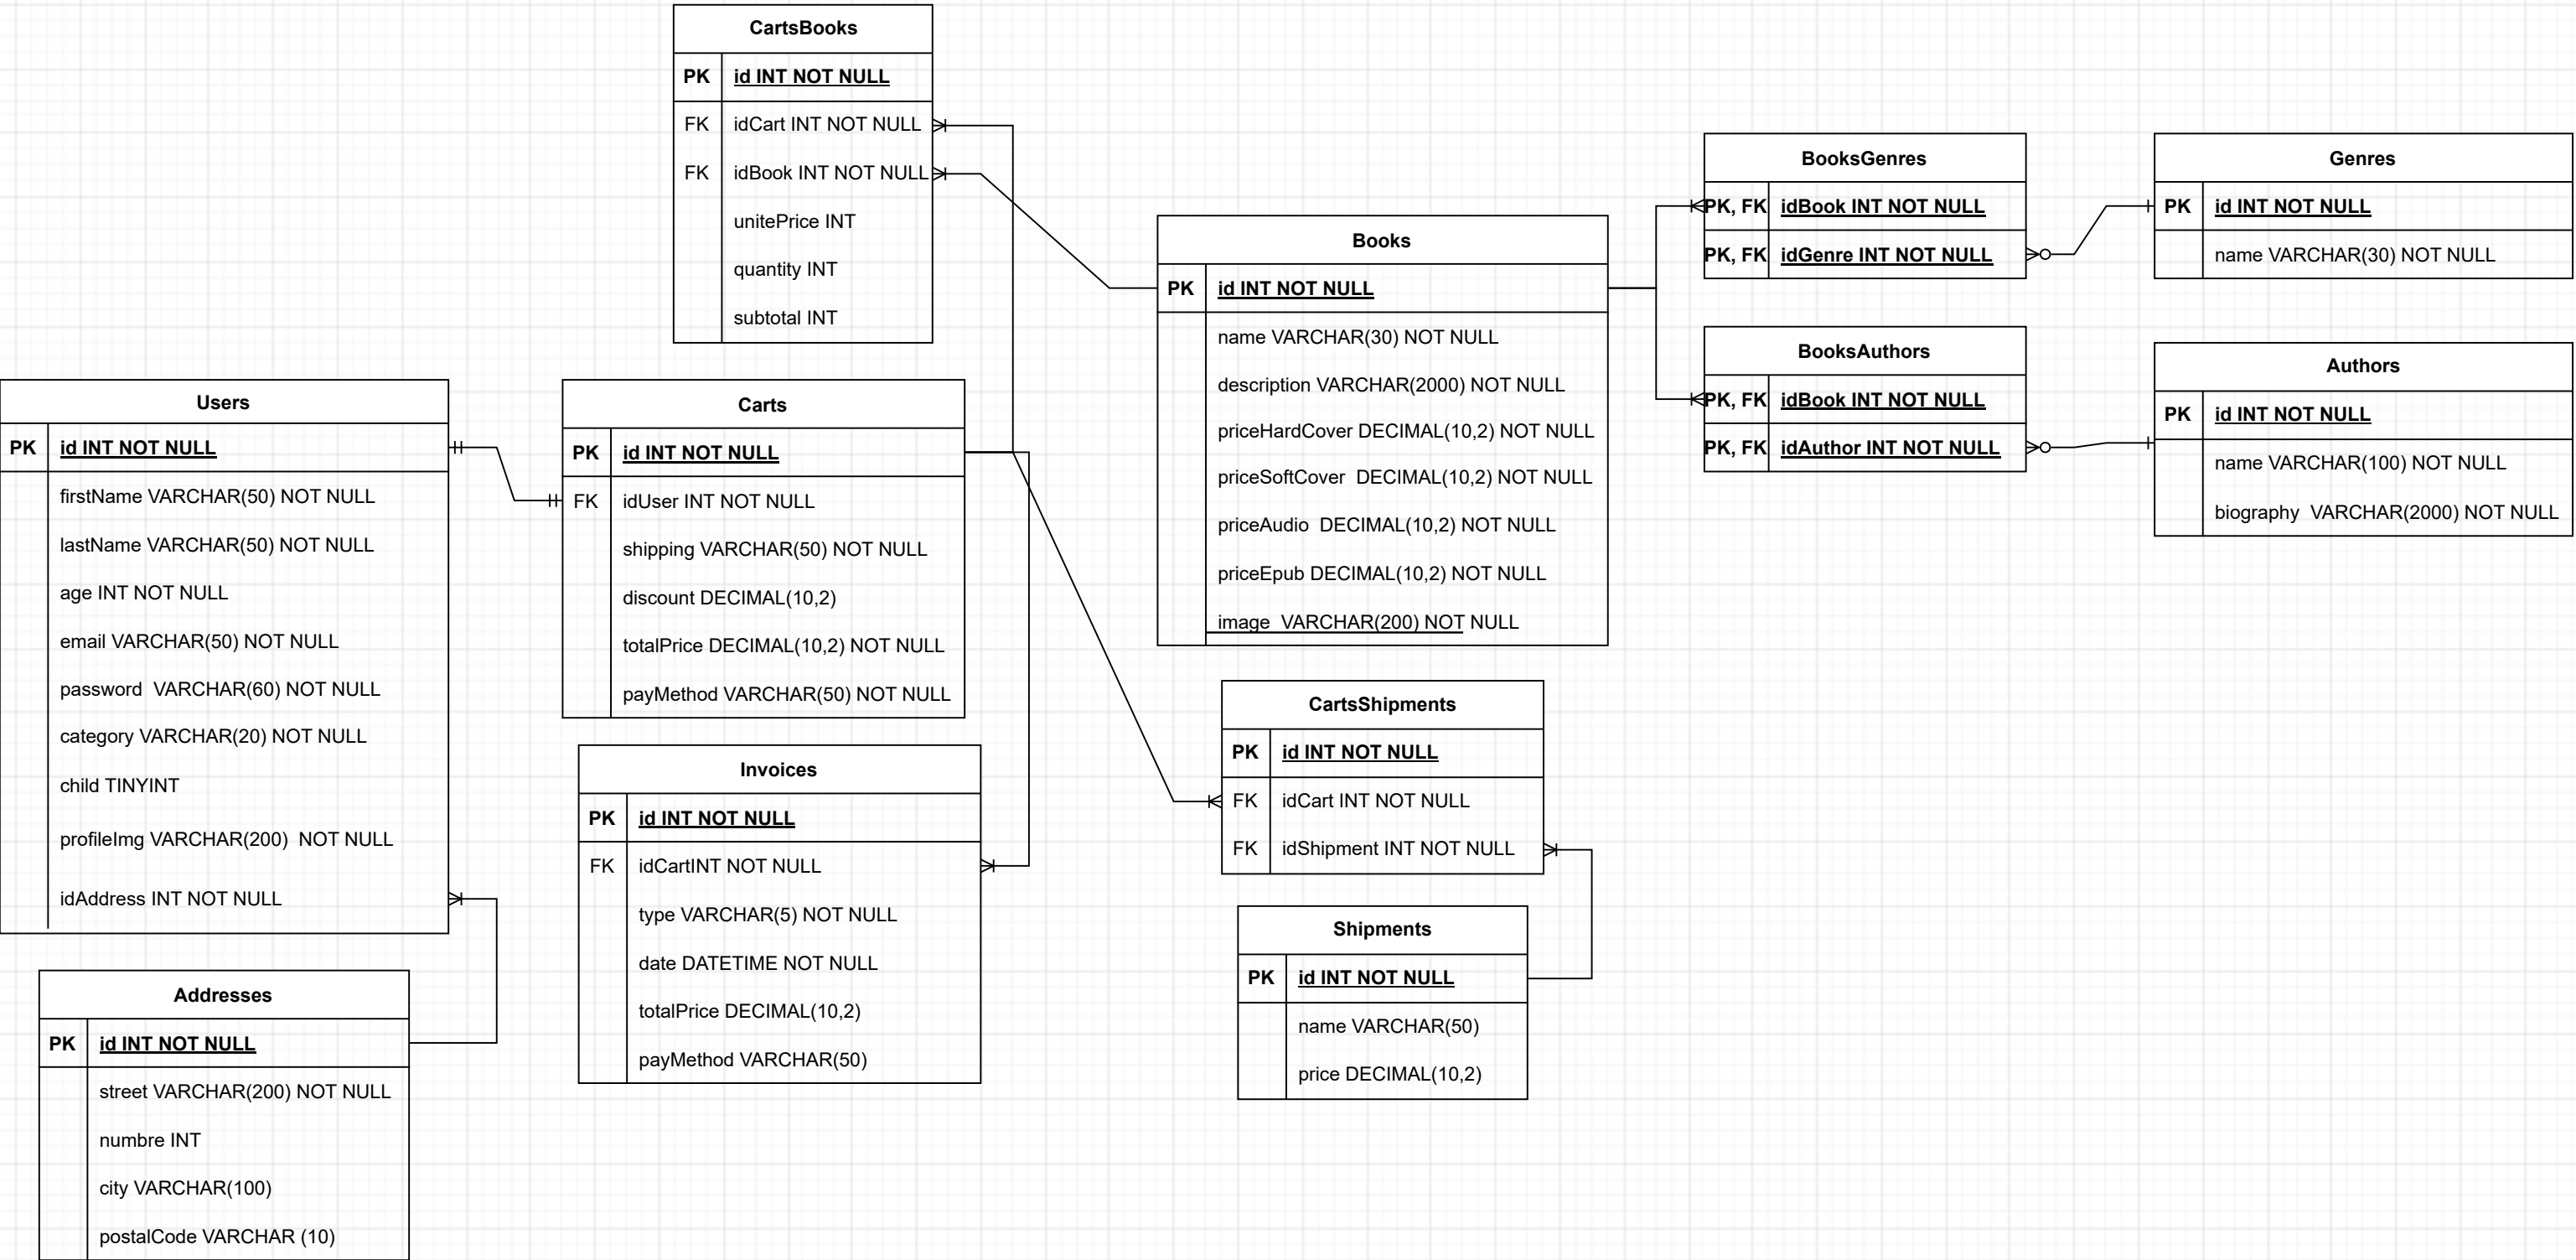 CartsBooks
PK id INT NOT NULL
FK idCart INT NOT NULL
FK idBook INT NOT NULL
unitePrice INT
quantity INT
subtotal INT
Users
PK id INT NOT NULL
firstName VARCHAR(50) NOT NULL
lastName VARCHAR(50) NOT NULL
age INT NOT NULL
email VARCHAR(50) NOT NULL
password  VARCHAR(60) NOT NULL
category VARCHAR(20) NOT NULL
child TINYINT
profileImg VARCHAR(200)  NOT NULL
idAddress INT NOT NULL
Addresses
PK id INT NOT NULL
street VARCHAR(200) NOT NULL
numbre INT
city VARCHAR(100)
postalCode VARCHAR (10)
Carts
PK id INT NOT NULL
FK idUser INT NOT NULL
shipping VARCHAR(50) NOT NULL
discount DECIMAL(10,2)
totalPrice DECIMAL(10,2) NOT NULL
payMethod VARCHAR(50) NOT NULL
Invoices
PK id INT NOT NULL
FK idCartINT NOT NULL
type VARCHAR(5) NOT NULL
date DATETIME NOT NULL
totalPrice DECIMAL(10,2)
payMethod VARCHAR(50)
Books
PK id INT NOT NULL
name VARCHAR(30) NOT NULL
description VARCHAR(2000) NOT NULL
priceHardCover DECIMAL(10,2) NOT NULL
priceSoftCover  DECIMAL(10,2) NOT NULL
priceAudio  DECIMAL(10,2) NOT NULL
priceEpub DECIMAL(10,2) NOT NULL
image  VARCHAR(200) NOT NULL
CartsShipments
PK id INT NOT NULL
FK idCart INT NOT NULL
FK idShipment INT NOT NULL
Shipments
PK id INT NOT NULL
name VARCHAR(50)
price DECIMAL(10,2)
BooksGenres
PK, FK idBook INT NOT NULL
PK, FK idGenre INT NOT NULL
BooksAuthors
PK, FK idBook INT NOT NULL
PK, FK idAuthor INT NOT NULL
Genres
PK id INT NOT NULL
name VARCHAR(30) NOT NULL
Authors
PK id INT NOT NULL
name VARCHAR(100) NOT NULL
biography  VARCHAR(2000) NOT NULL